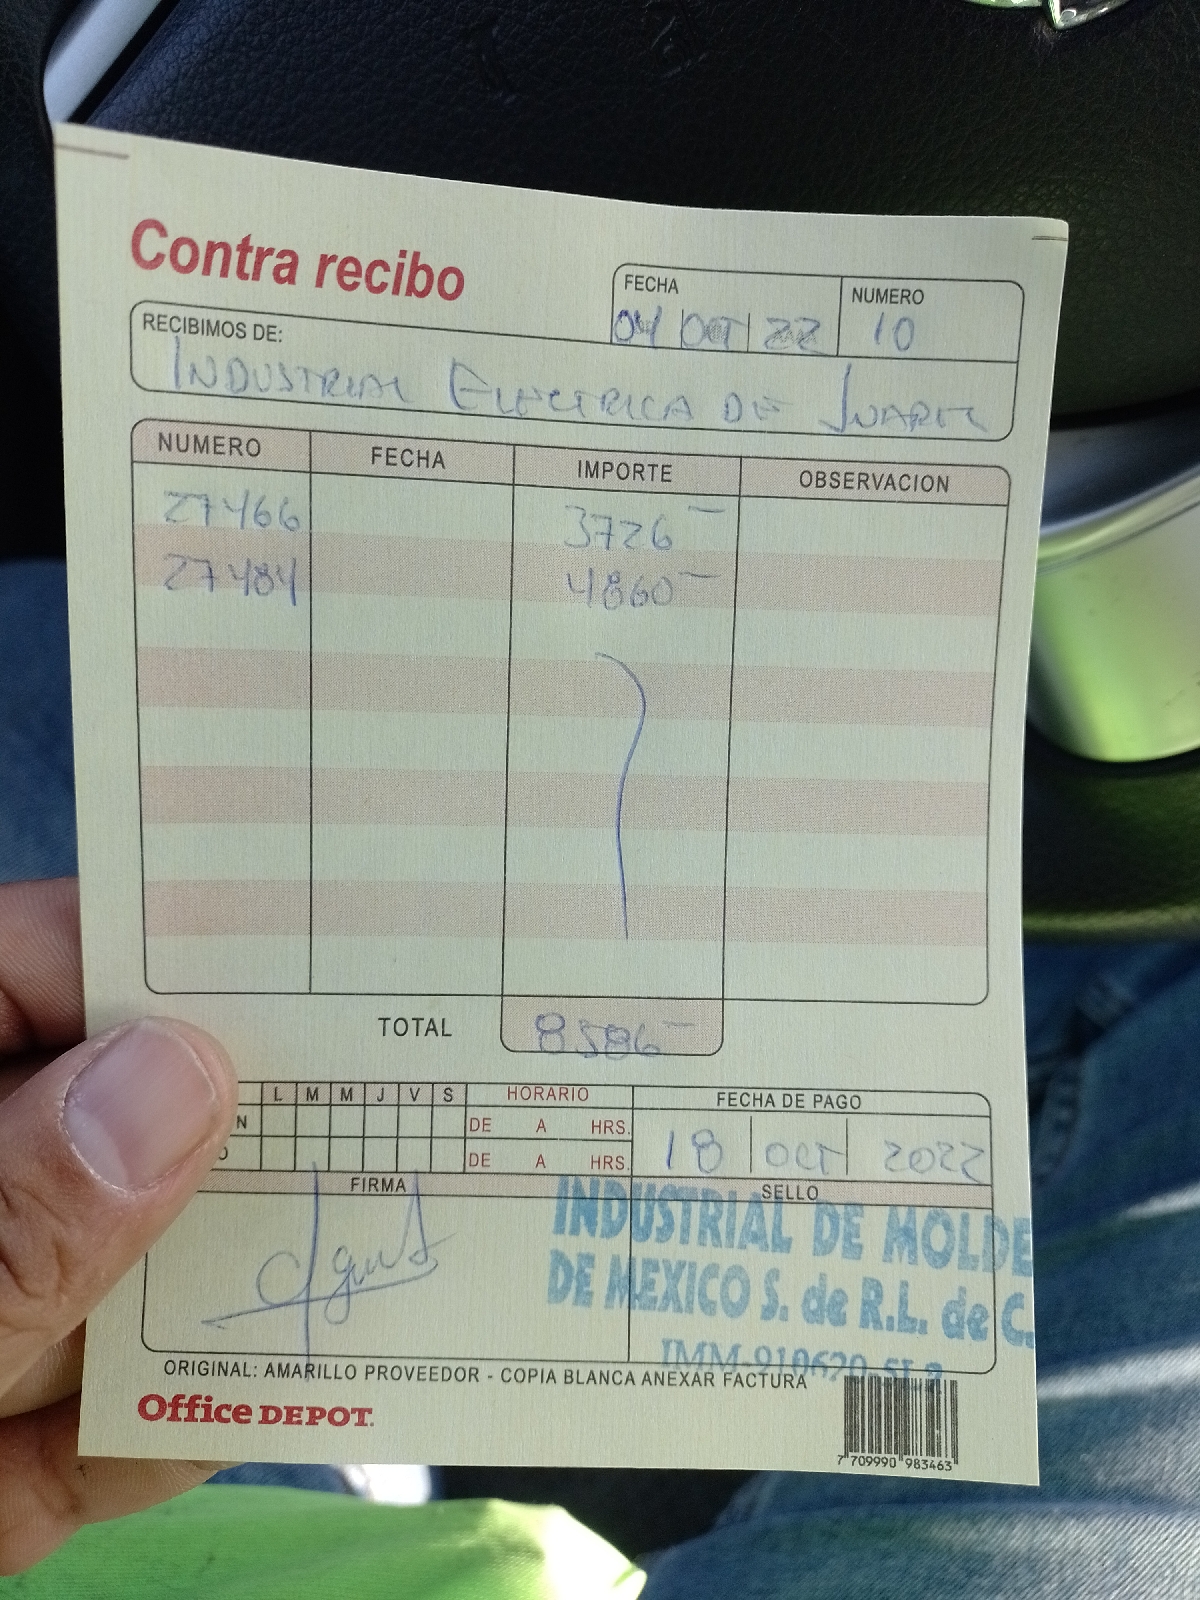 Contra recibo
FECHA NUMERO
04 OCT 22 10
RECIBIMOS DE:
INDUSTRIAL ELECTRICA DE JUAREZ
NUMERO FECHA IMPORTE OBSERVACION
27466 3726
27484 4860
TOTAL 8586
L M M J V S HORARIO FECHA DE PAGO
N DE A HRS.
O DE A HRS.
18 OCT 2022
FIRMA SELLO
INDUSTRIAL DE MOLDE
DE MEXICO S. de R.L. de C.
IMM-910620-
ORIGINAL: AMARILLO PROVEEDOR - COPIA BLANCA ANEXAR FACTURA
Office DEPOT.
7 709990 983463